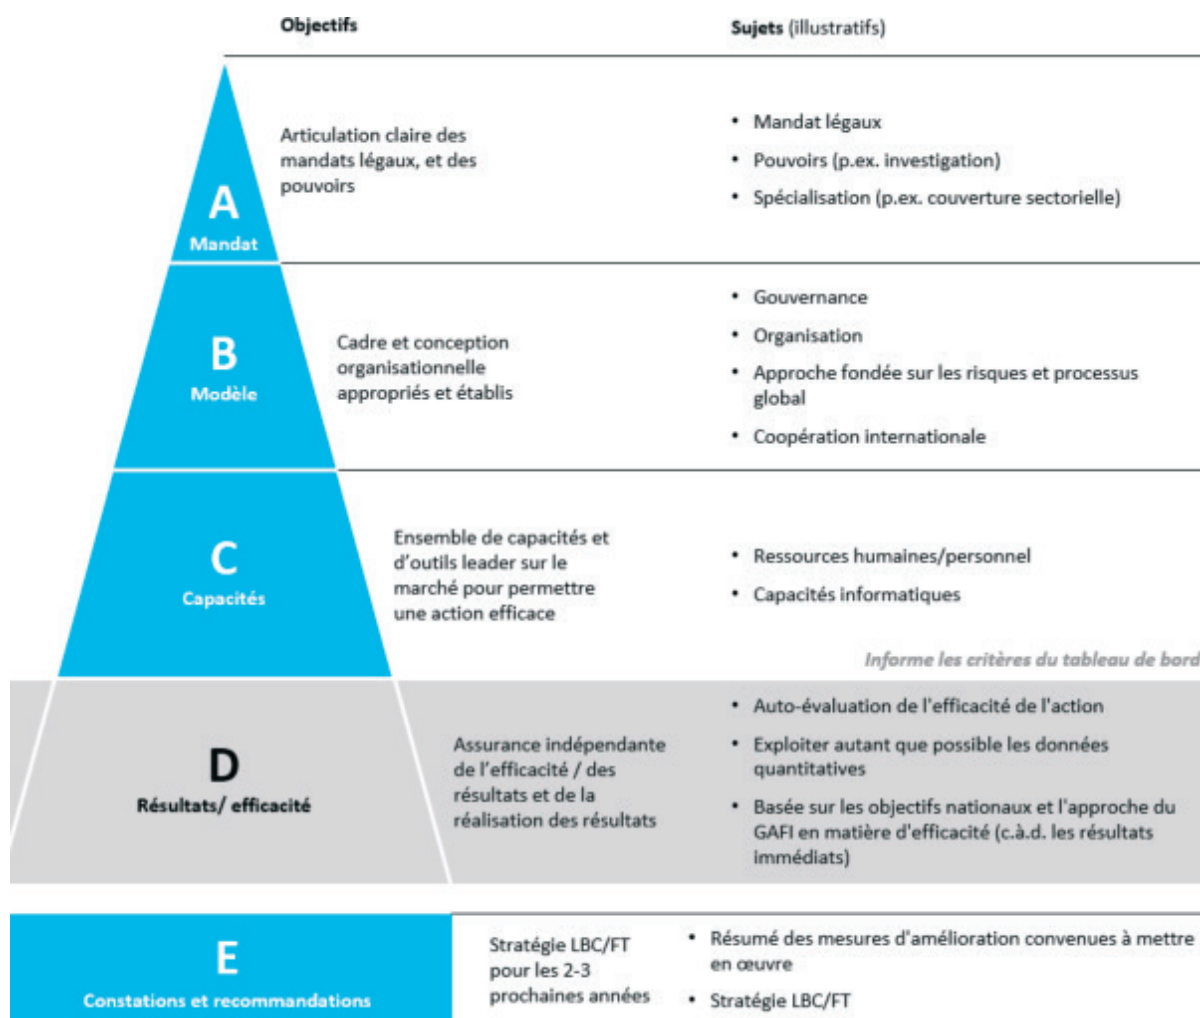 Objectifs
Sujets (illustratifs)
A
Mandat
Articulation claire des
mandats légaux, et des
pouvoirs
• Mandat légaux
• Pouvoirs (p.ex. investigation)
• Spécialisation (p.ex. couverture sectorielle)
B
Modèle
Cadre et conception
organisationnelle
appropriés et établis
• Gouvernance
• Organisation
• Approche fondée sur les risques et processus
global
• Coopération internationale
C
Capacités
Ensemble de capacités et
d'outils leader sur le
marché pour permettre
une action efficace
• Ressources humaines/personnel
• Capacités informatiques
Informe les critères du tableau de bord
D
Résultats/ efficacité
Assurance indépendante
de l'efficacité / des
résultats et de la
réalisation des résultats
• Auto-évaluation de l'efficacité de l'action
• Exploiter autant que possible les données
quantitatives
• Basée sur les objectifs nationaux et l'approche du
GAFI en matière d'efficacité (c.à.d. les résultats
immédiats)
E
Constations et recommandations
Stratégie LBC/FT
pour les 2-3
prochaines années
• Résumé des mesures d'amélioration convenues à mettre
en œuvre
• Stratégie LBC/FT